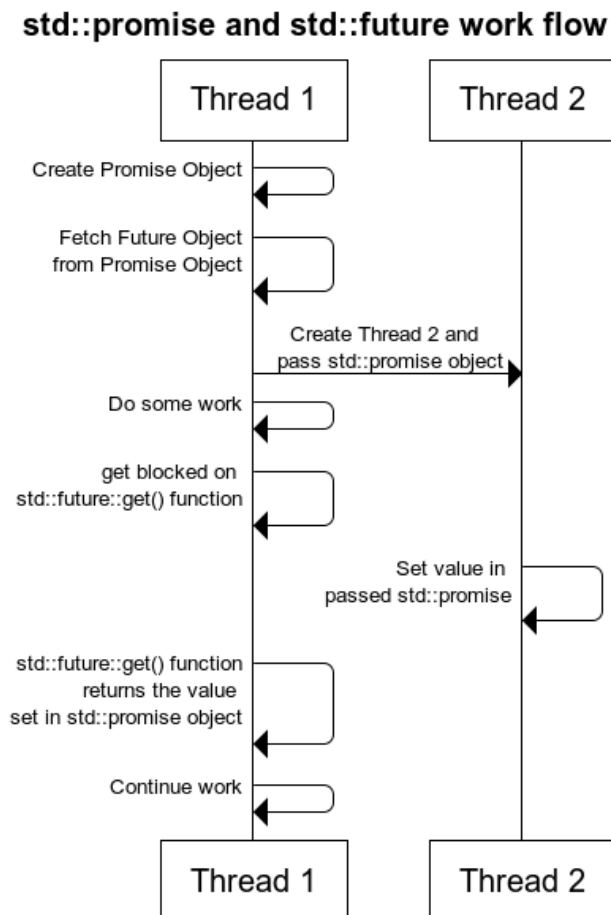 std::promise and std::future work flow
Thread 1
Thread 2
Create Promise Object
Fetch Future Object
from Promise Object
Create Thread 2 and
pass std::promise object
Do some work
get blocked on
std::future::get() function
Set value in
passed std::promise
std::future::get() function
returns the value
set in std::promise object
Continue work
Thread 1
Thread 2